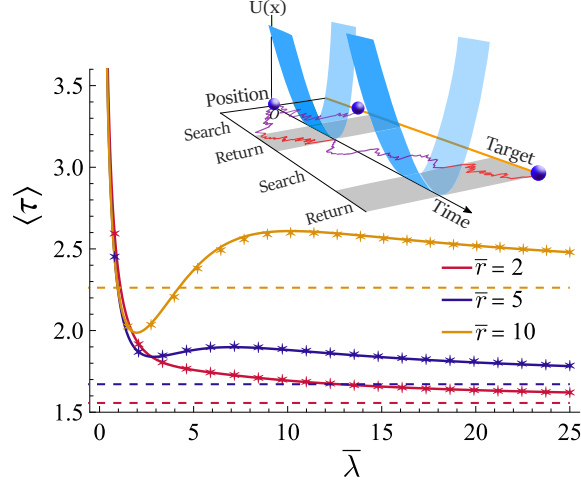 U(x)
Position
O
Search
Return
Search
Return
Target
Time
3.5
3.0
2.5
2.0
1.5
⟨τ⟩
r̅ = 2
r̅ = 5
r̅ = 10
0 5 10 15 20 25
λ̅